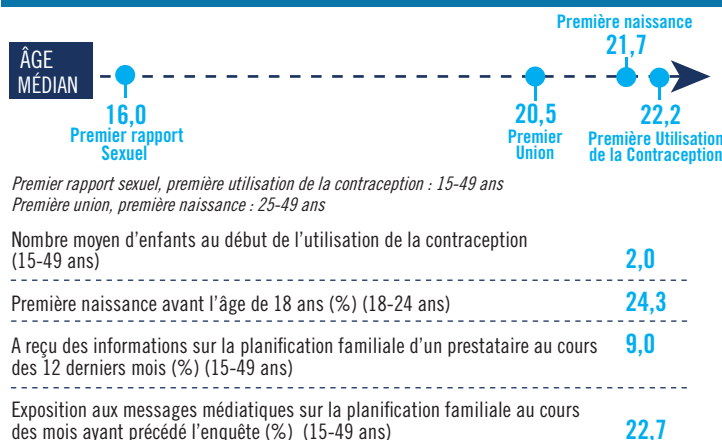 Première naissance
21,7
ÂGE
MÉDIAN
16,0
Premier rapport
Sexuel
20,5
Premier
Union
22,2
Première Utilisation
de la Contraception
Premier rapport sexuel, première utilisation de la contraception : 15-49 ans
Première union, première naissance : 25-49 ans
Nombre moyen d'enfants au début de l'utilisation de la contraception
(15-49 ans) 2,0
Première naissance avant l'âge de 18 ans (%) (18-24 ans) 24,3
A reçu des informations sur la planification familiale d'un prestataire au cours 9,0
des 12 derniers mois (%) (15-49 ans)
Exposition aux messages médiatiques sur la planification familiale au cours
des mois ayant précédé l'enquête (%) (15-49 ans) 22,7